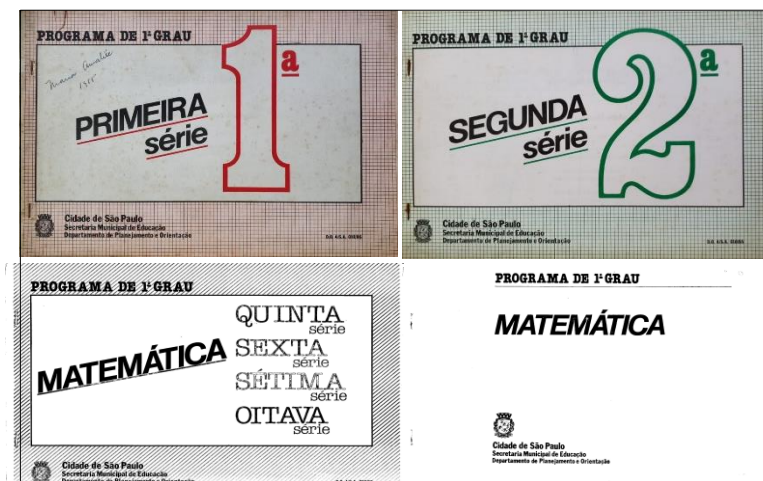 PROGRAMA DE 1º GRAU
1ª
PRIMEIRA
série
Cidade de São Paulo
Secretaria Municipal de Educação
Departamento de Planejamento e Orientação
PROGRAMA DE 1º GRAU
2ª
SEGUNDA
série
Cidade de São Paulo
Secretaria Municipal de Educação
Departamento de Planejamento e Orientação
PROGRAMA DE 1º GRAU
MATEMÁTICA
QUINTA
série
SEXTA
série
SÉTIMA
série
OITAVA
série
Cidade de São Paulo
Secretaria Municipal de Educação
Departamento de Planejamento e Orientação
PROGRAMA DE 1º GRAU
MATEMÁTICA
Cidade de São Paulo
Secretaria Municipal de Educação
Departamento de Planejamento e Orientação